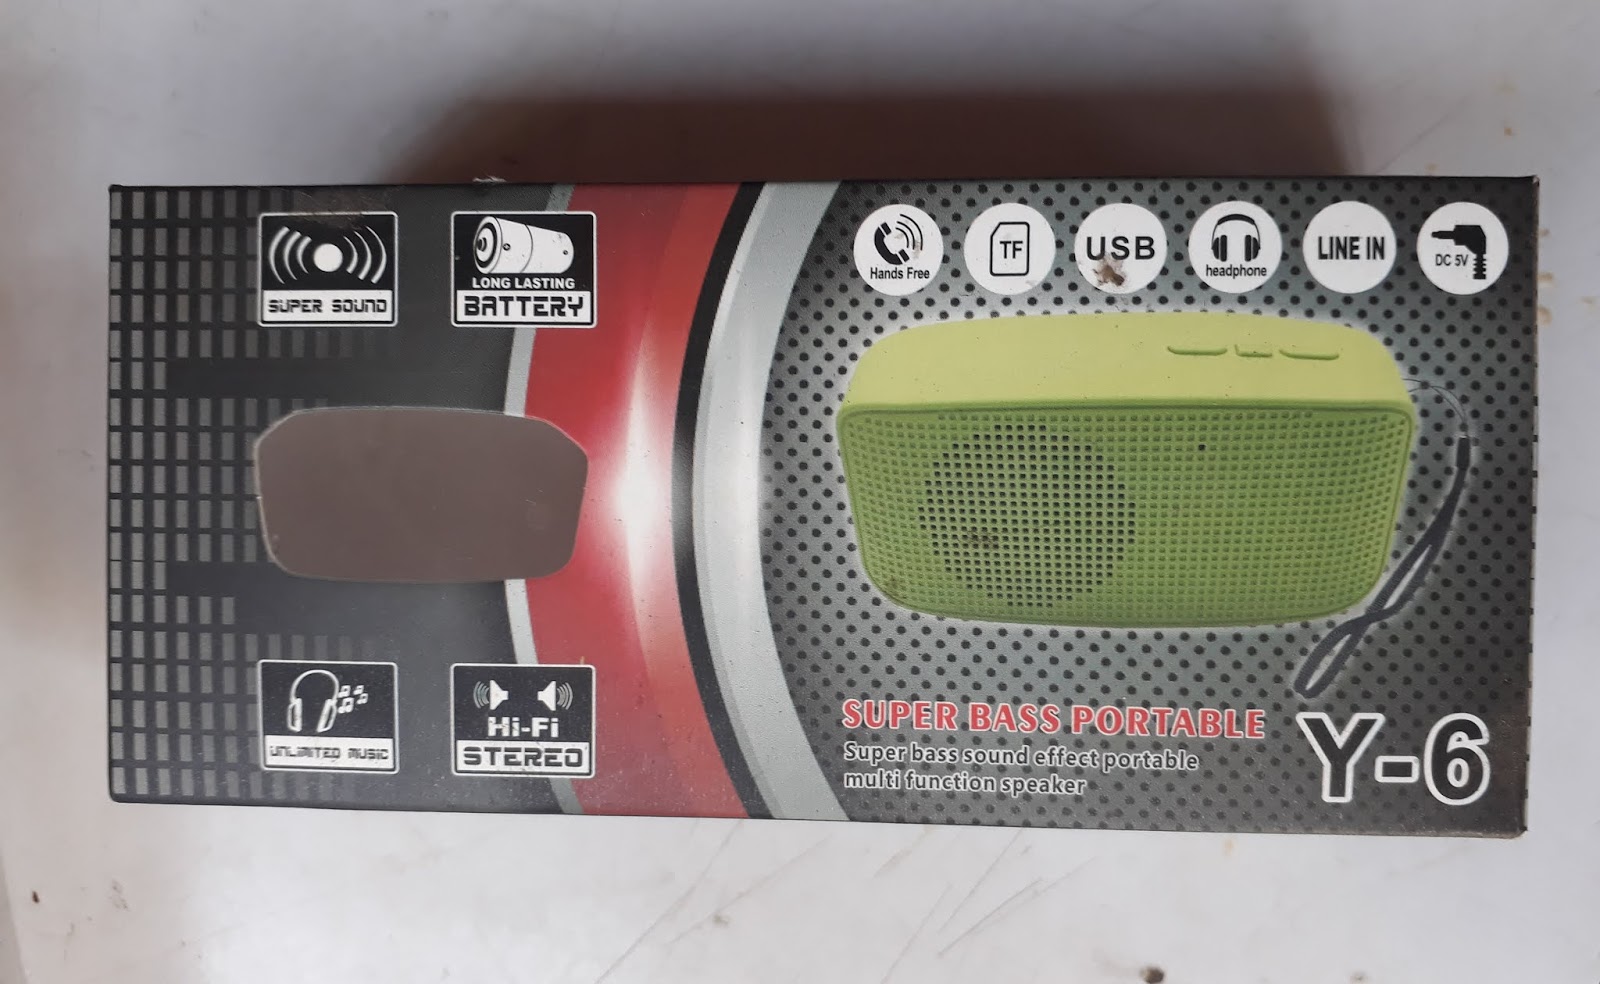 SUPER SOUND
LONG LASTING
BATTERY
Hands Free
TF
USB
headphone
LINE IN
DC 5V
UNLIMITED MUSIC
Hi-Fi
STEREO
SUPER BASS PORTABLE
Super bass sound effect portable
multi function speaker
Y-6